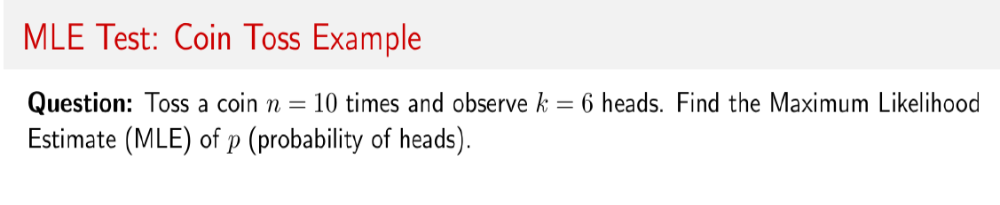 MLE Test: Coin Toss Example
Question: Toss a coin n = 10 times and observe k = 6 heads. Find the Maximum Likelihood
Estimate (MLE) of p (probability of heads).